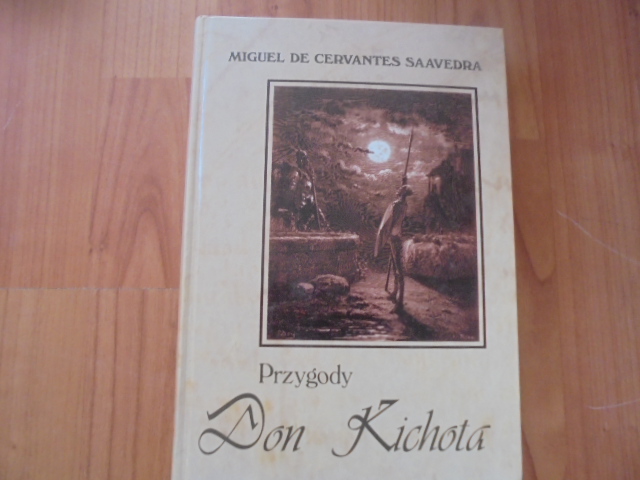 MIGUEL DE CERVANTES SAAVEDRA
Przygody
Don Kichota